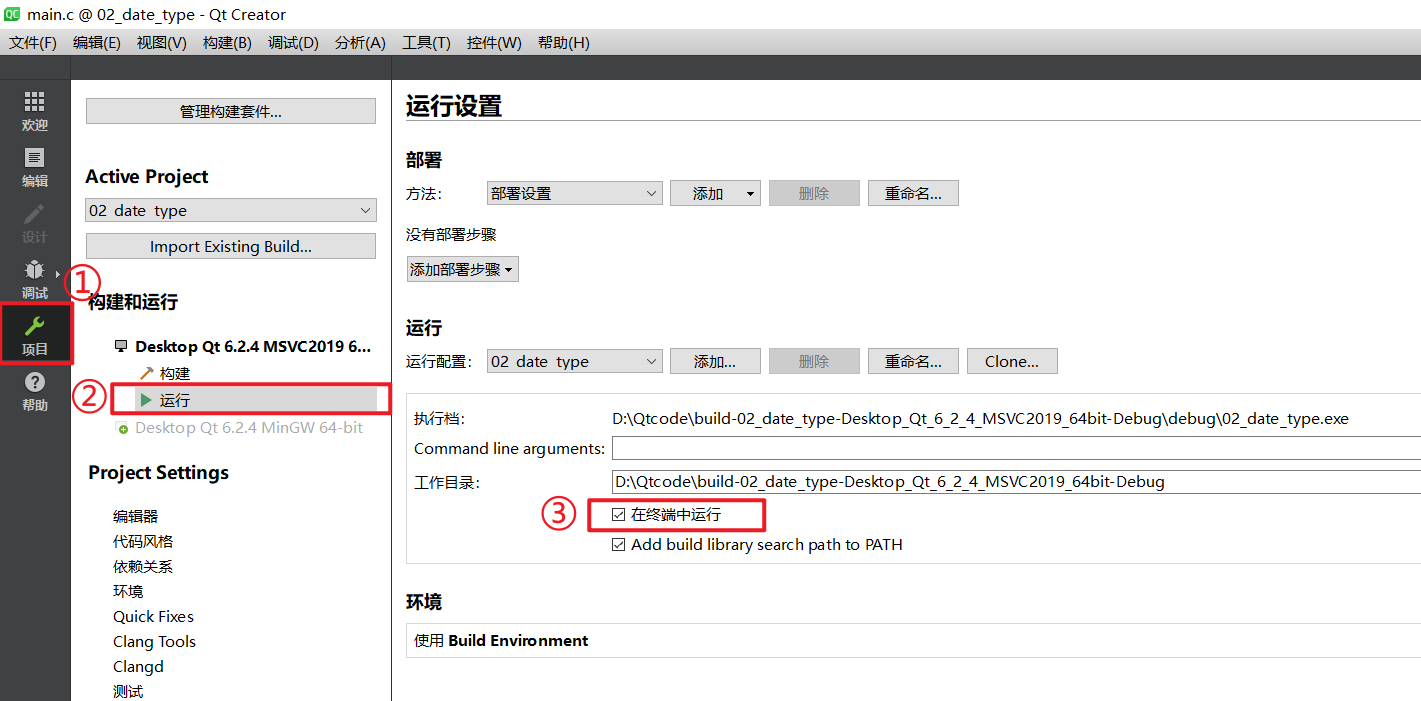 QC main.c @ 02_date_type - Qt Creator
文件(F) 编辑(E) 视图(V) 构建(B) 调试(D) 分析(A) 工具(T) 控件(W) 帮助(H)
欢迎
编辑
设计
调试
①
项目
帮助
管理构建套件...
Active Project
02_date_type
Import Existing Build...
构建和运行
Desktop Qt 6.2.4 MSVC2019 6...
构建
②
运行
Desktop Qt 6.2.4 MinGW 64-bit
Project Settings
编辑器
代码风格
依赖关系
环境
Quick Fixes
Clang Tools
Clangd
测试
运行设置
部署
方法: 部署设置 添加 删除 重命名...
没有部署步骤
添加部署步骤
运行
运行配置: 02_date_type 添加... 删除 重命名... Clone...
执行档: D:\Qtcode\build-02_date_type-Desktop_Qt_6_2_4_MSVC2019_64bit-Debug\debug\02_date_type.exe
Command line arguments:
工作目录: D:\Qtcode\build-02_date_type-Desktop_Qt_6_2_4_MSVC2019_64bit-Debug
③ 在终端中运行
Add build library search path to PATH
环境
使用 Build Environment